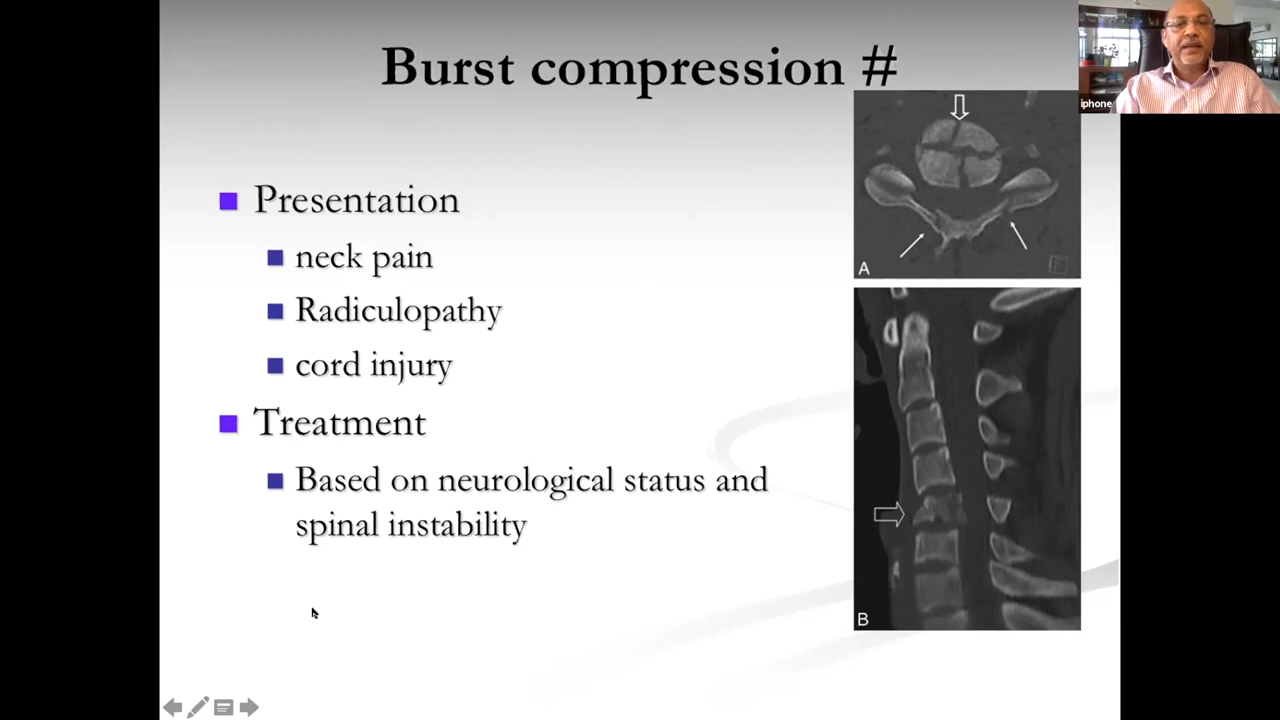 Burst compression #
iphone
Presentation
neck pain
Radiculopathy
cord injury
Treatment
Based on neurological status and
spinal instability
A
B